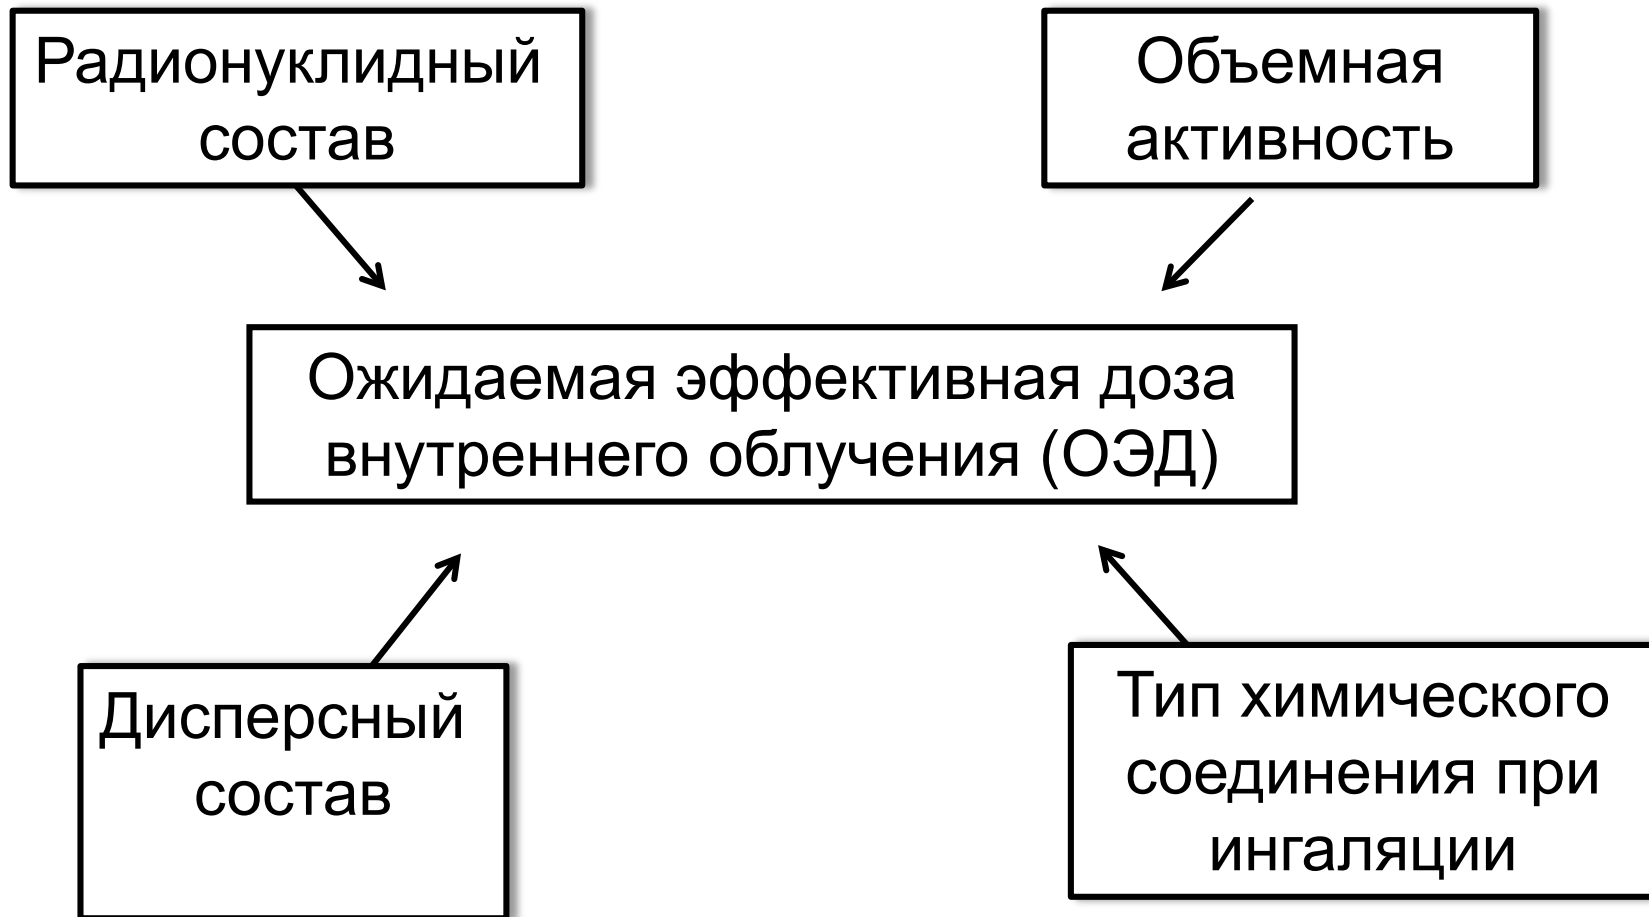 Радионуклидный
состав
Объемная
активность
Ожидаемая эффективная доза
внутреннего облучения (ОЭД)
Дисперсный
состав
Тип химического
соединения при
ингаляции